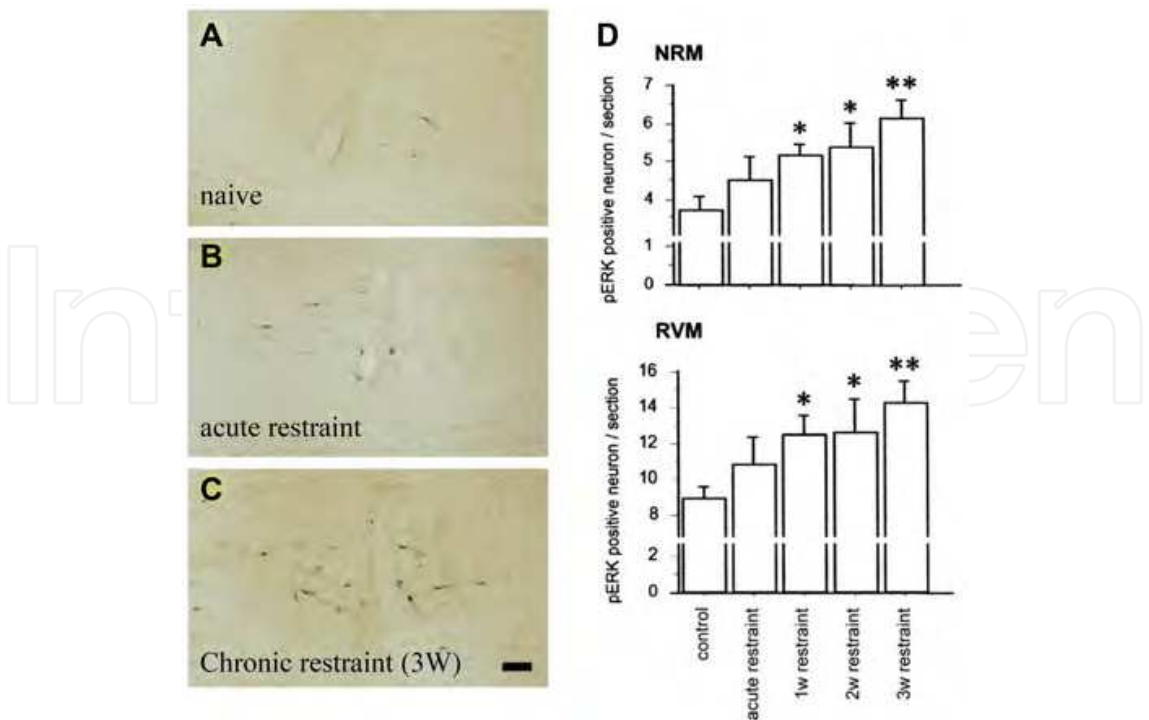 A
naive
B
acute restraint
C
Chronic restraint (3W)
D
NRM
pERK positive neuron / section
7
6
5
4
1
0
*
*
**
RVM
pERK positive neuron / section
16
14
12
10
8
2
0
*
*
**
control
acute restraint
1w restraint
2w restraint
3w restraint